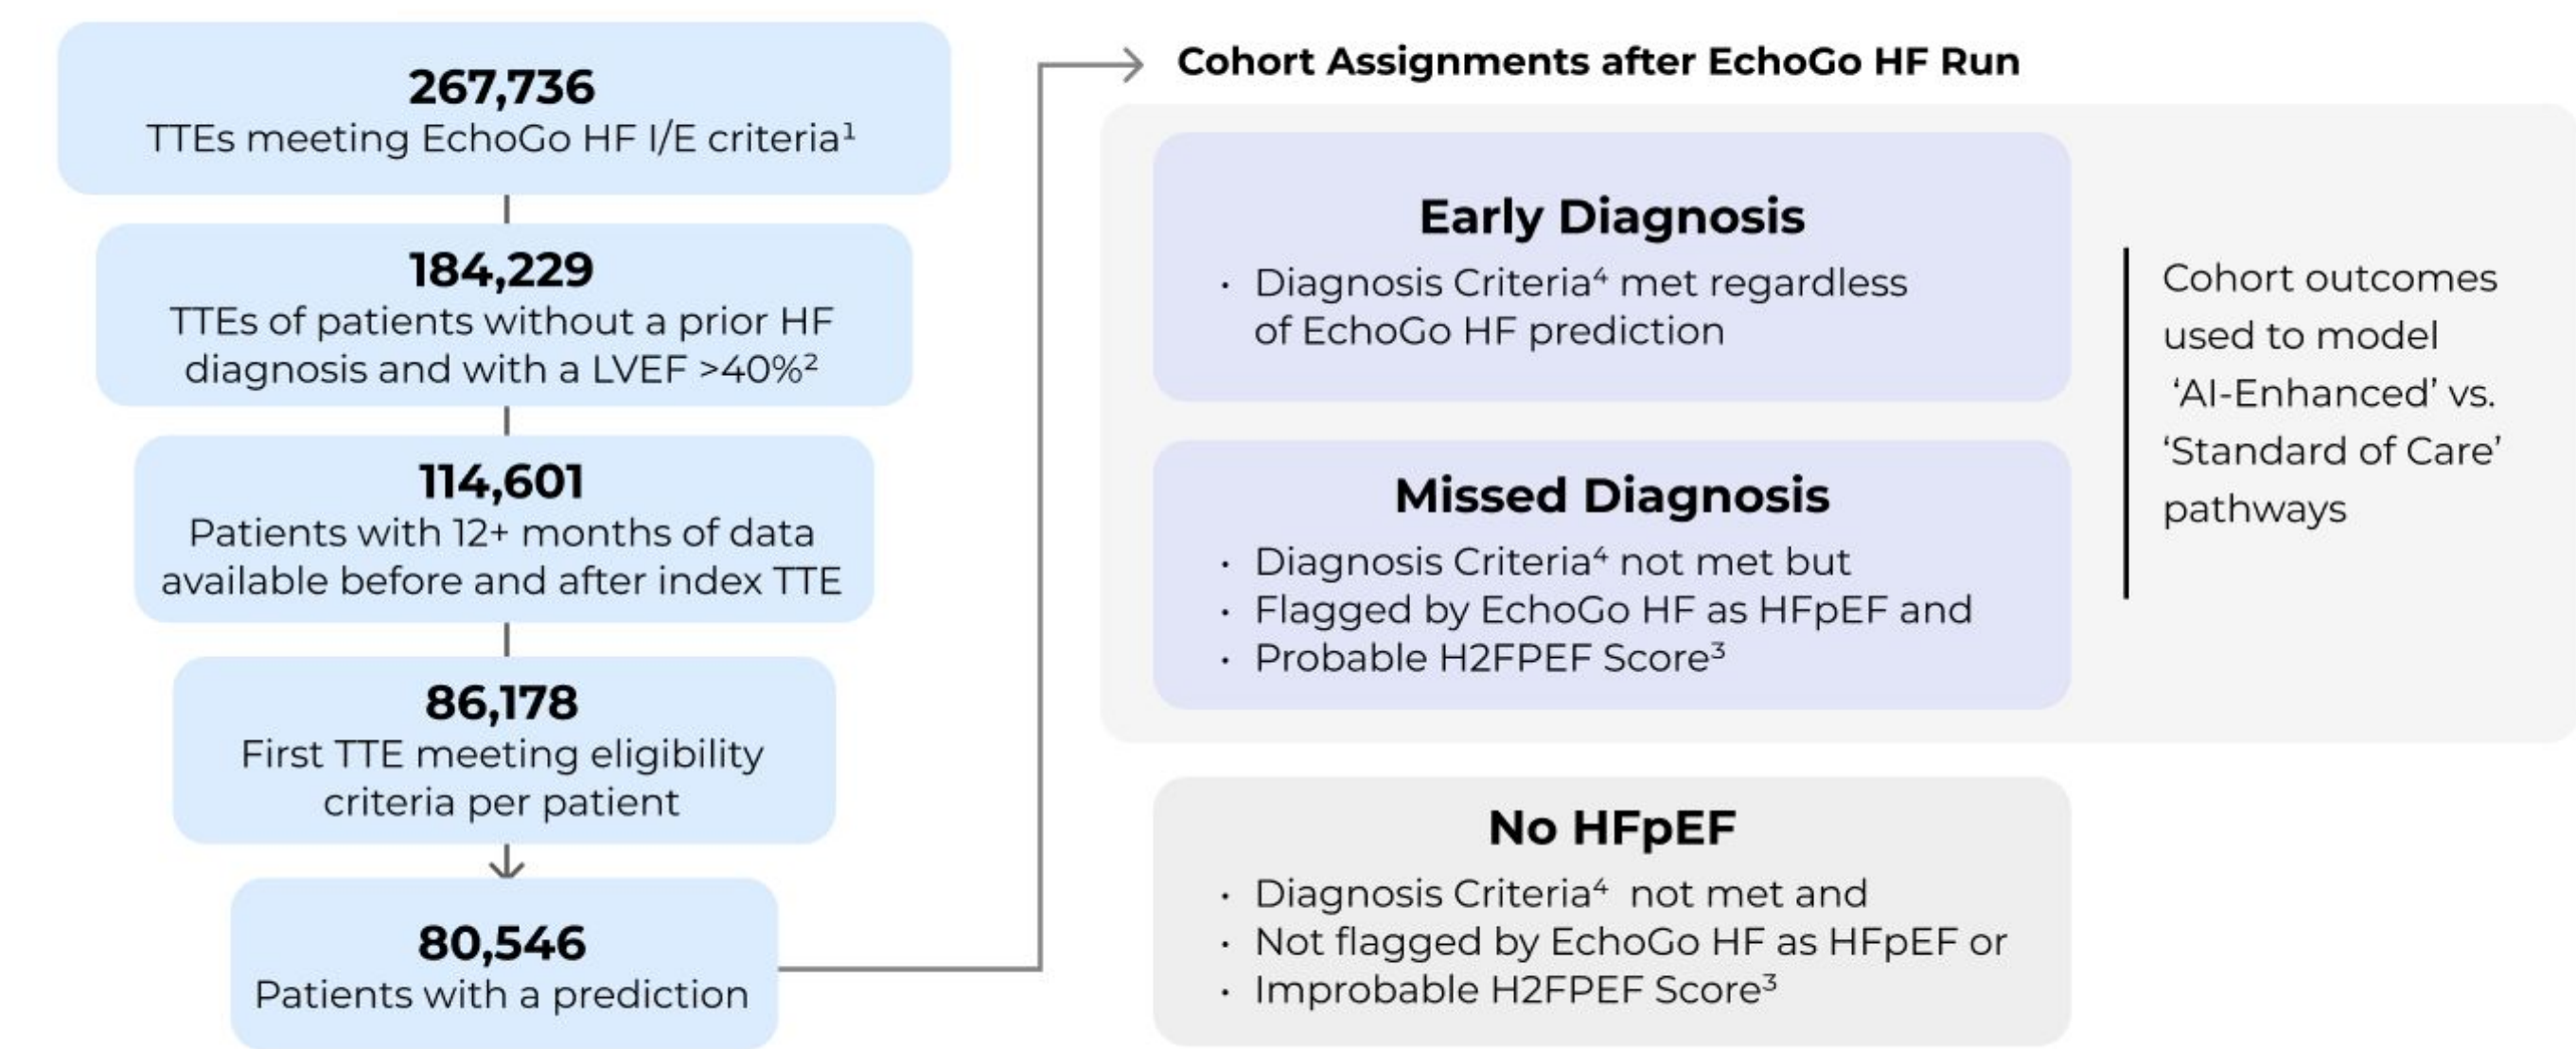 267,736
TTEs meeting EchoGo HF I/E criteria¹
184,229
TTEs of patients without a prior HF
diagnosis and with a LVEF >40%²
114,601
Patients with 12+ months of data
available before and after index TTE
86,178
First TTE meeting eligibility
criteria per patient
80,546
Patients with a prediction
Cohort Assignments after EchoGo HF Run
Early Diagnosis
· Diagnosis Criteria⁴ met regardless
of EchoGo HF prediction
Missed Diagnosis
· Diagnosis Criteria⁴ not met but
· Flagged by EchoGo HF as HFpEF and
· Probable H2FPEF Score³
Cohort outcomes
used to model
‘AI-Enhanced’ vs.
‘Standard of Care’
pathways
No HFpEF
· Diagnosis Criteria⁴ not met and
· Not flagged by EchoGo HF as HFpEF or
· Improbable H2FPEF Score³